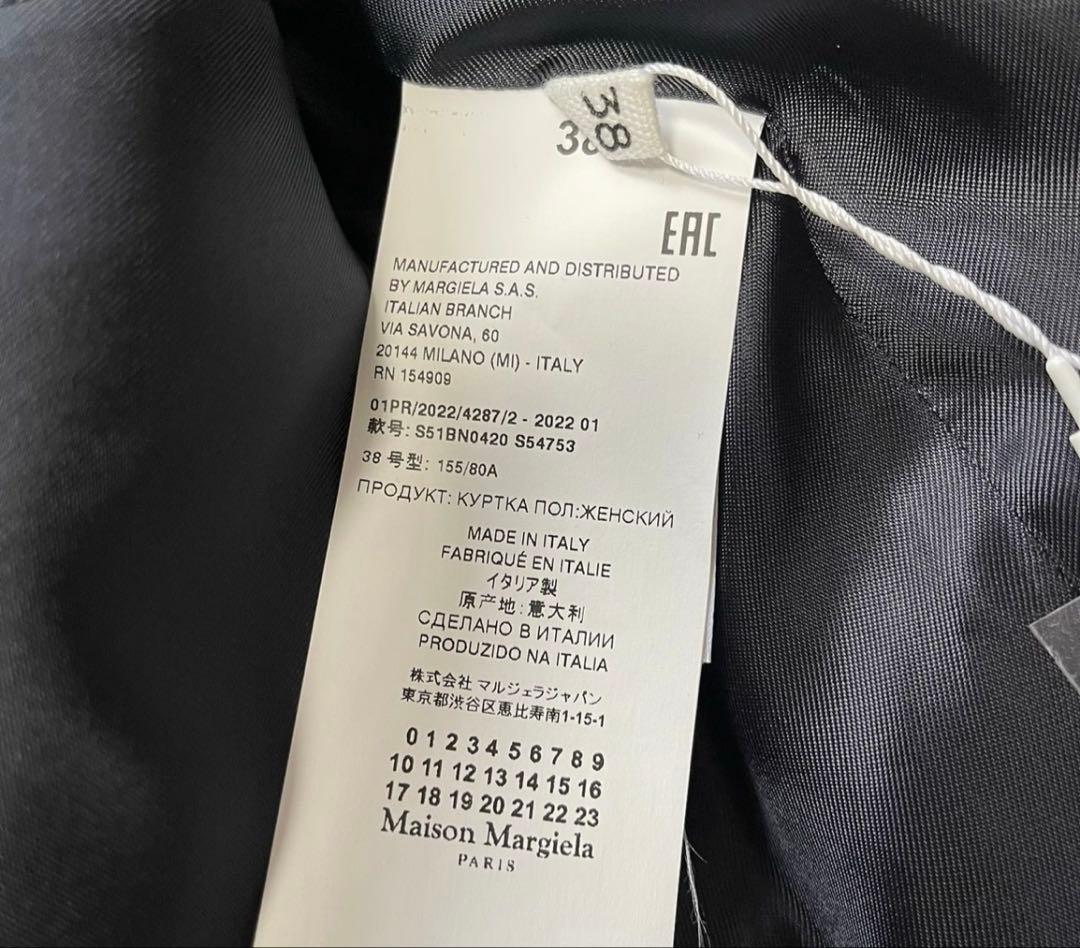 38
38
EAC
MANUFACTURED AND DISTRIBUTED
BY MARGIELA S.A.S.
ITALIAN BRANCH
VIA SAVONA, 60
20144 MILANO (MI) - ITALY
RN 154909
01PR/2022/4287/2 - 2022 01
款号: S51BN0420 S54753
38 号型: 155/80A
ПРОДУКТ: КУРТКА ПОЛ:ЖЕНСКИЙ
MADE IN ITALY
FABRIQUÉ EN ITALIE
イタリア製
原产地: 意大利
СДЕЛАНО В ИТАЛИИ
PRODUZIDO NA ITALIA
株式会社 マルジェラジャパン
東京都渋谷区恵比寿南1-15-1
0 1 2 3 4 5 6 7 8 9
10 11 12 13 14 15 16
17 18 19 20 21 22 23
Maison Margiela
PARIS